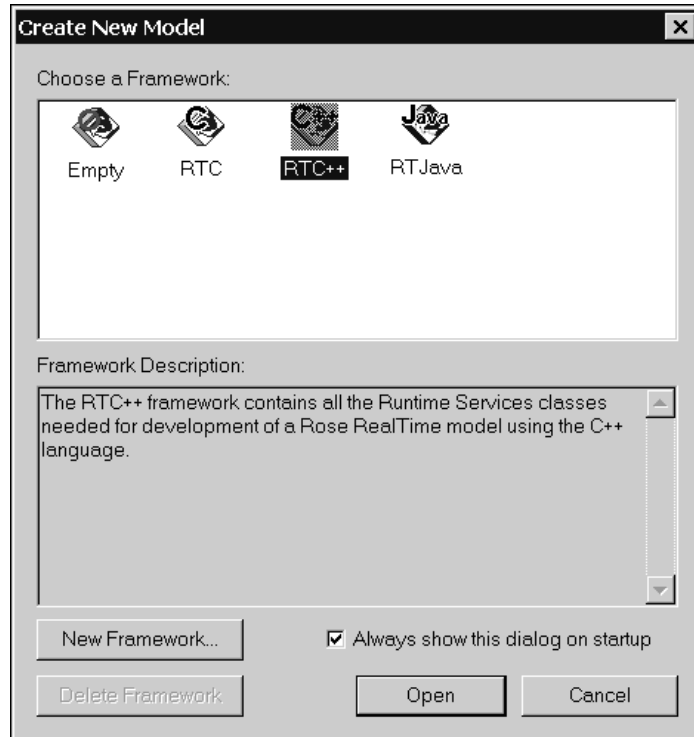 Create New Model
Choose a Framework:
Empty
RTC
RTC++
RTJava
Framework Description:
The RTC++ framework contains all the Runtime Services classes
needed for development of a Rose RealTime model using the C++
language.
New Framework...
Always show this dialog on startup
Delete Framework
Open
Cancel